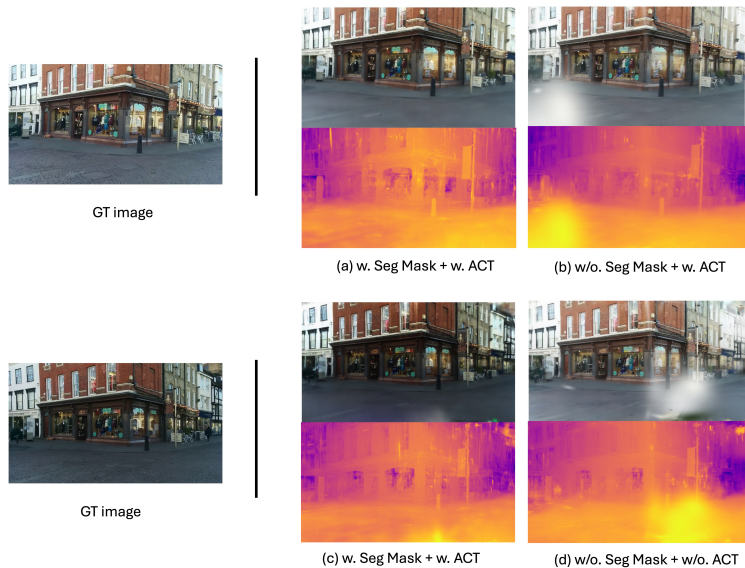 GT image
(a) w. Seg Mask + w. ACT
(b) w/o. Seg Mask + w. ACT
GT image
(c) w. Seg Mask + w. ACT
(d) w/o. Seg Mask + w/o. ACT